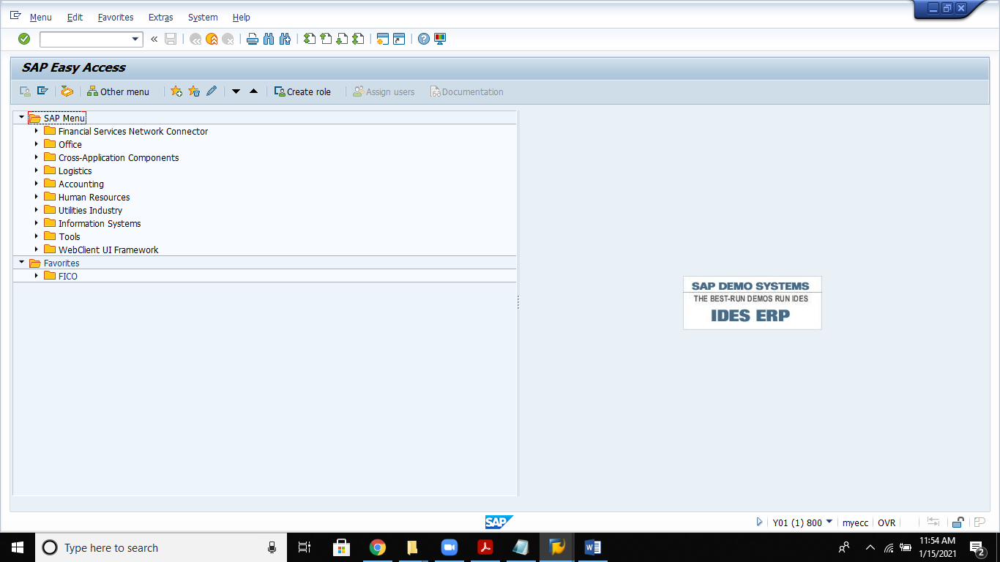 Menu Edit Favorites Extras System Help
SAP Easy Access
Other menu Create role Assign users Documentation
SAP Menu
Financial Services Network Connector
Office
Cross-Application Components
Logistics
Accounting
Human Resources
Utilities Industry
Information Systems
Tools
WebClient UI Framework
Favorites
FICO
SAP DEMO SYSTEMS
THE BEST-RUN DEMOS RUN IDES
IDES ERP
SAP Y01 (1) 800 myecc OVR
Type here to search
11:54 AM
1/15/2021
2